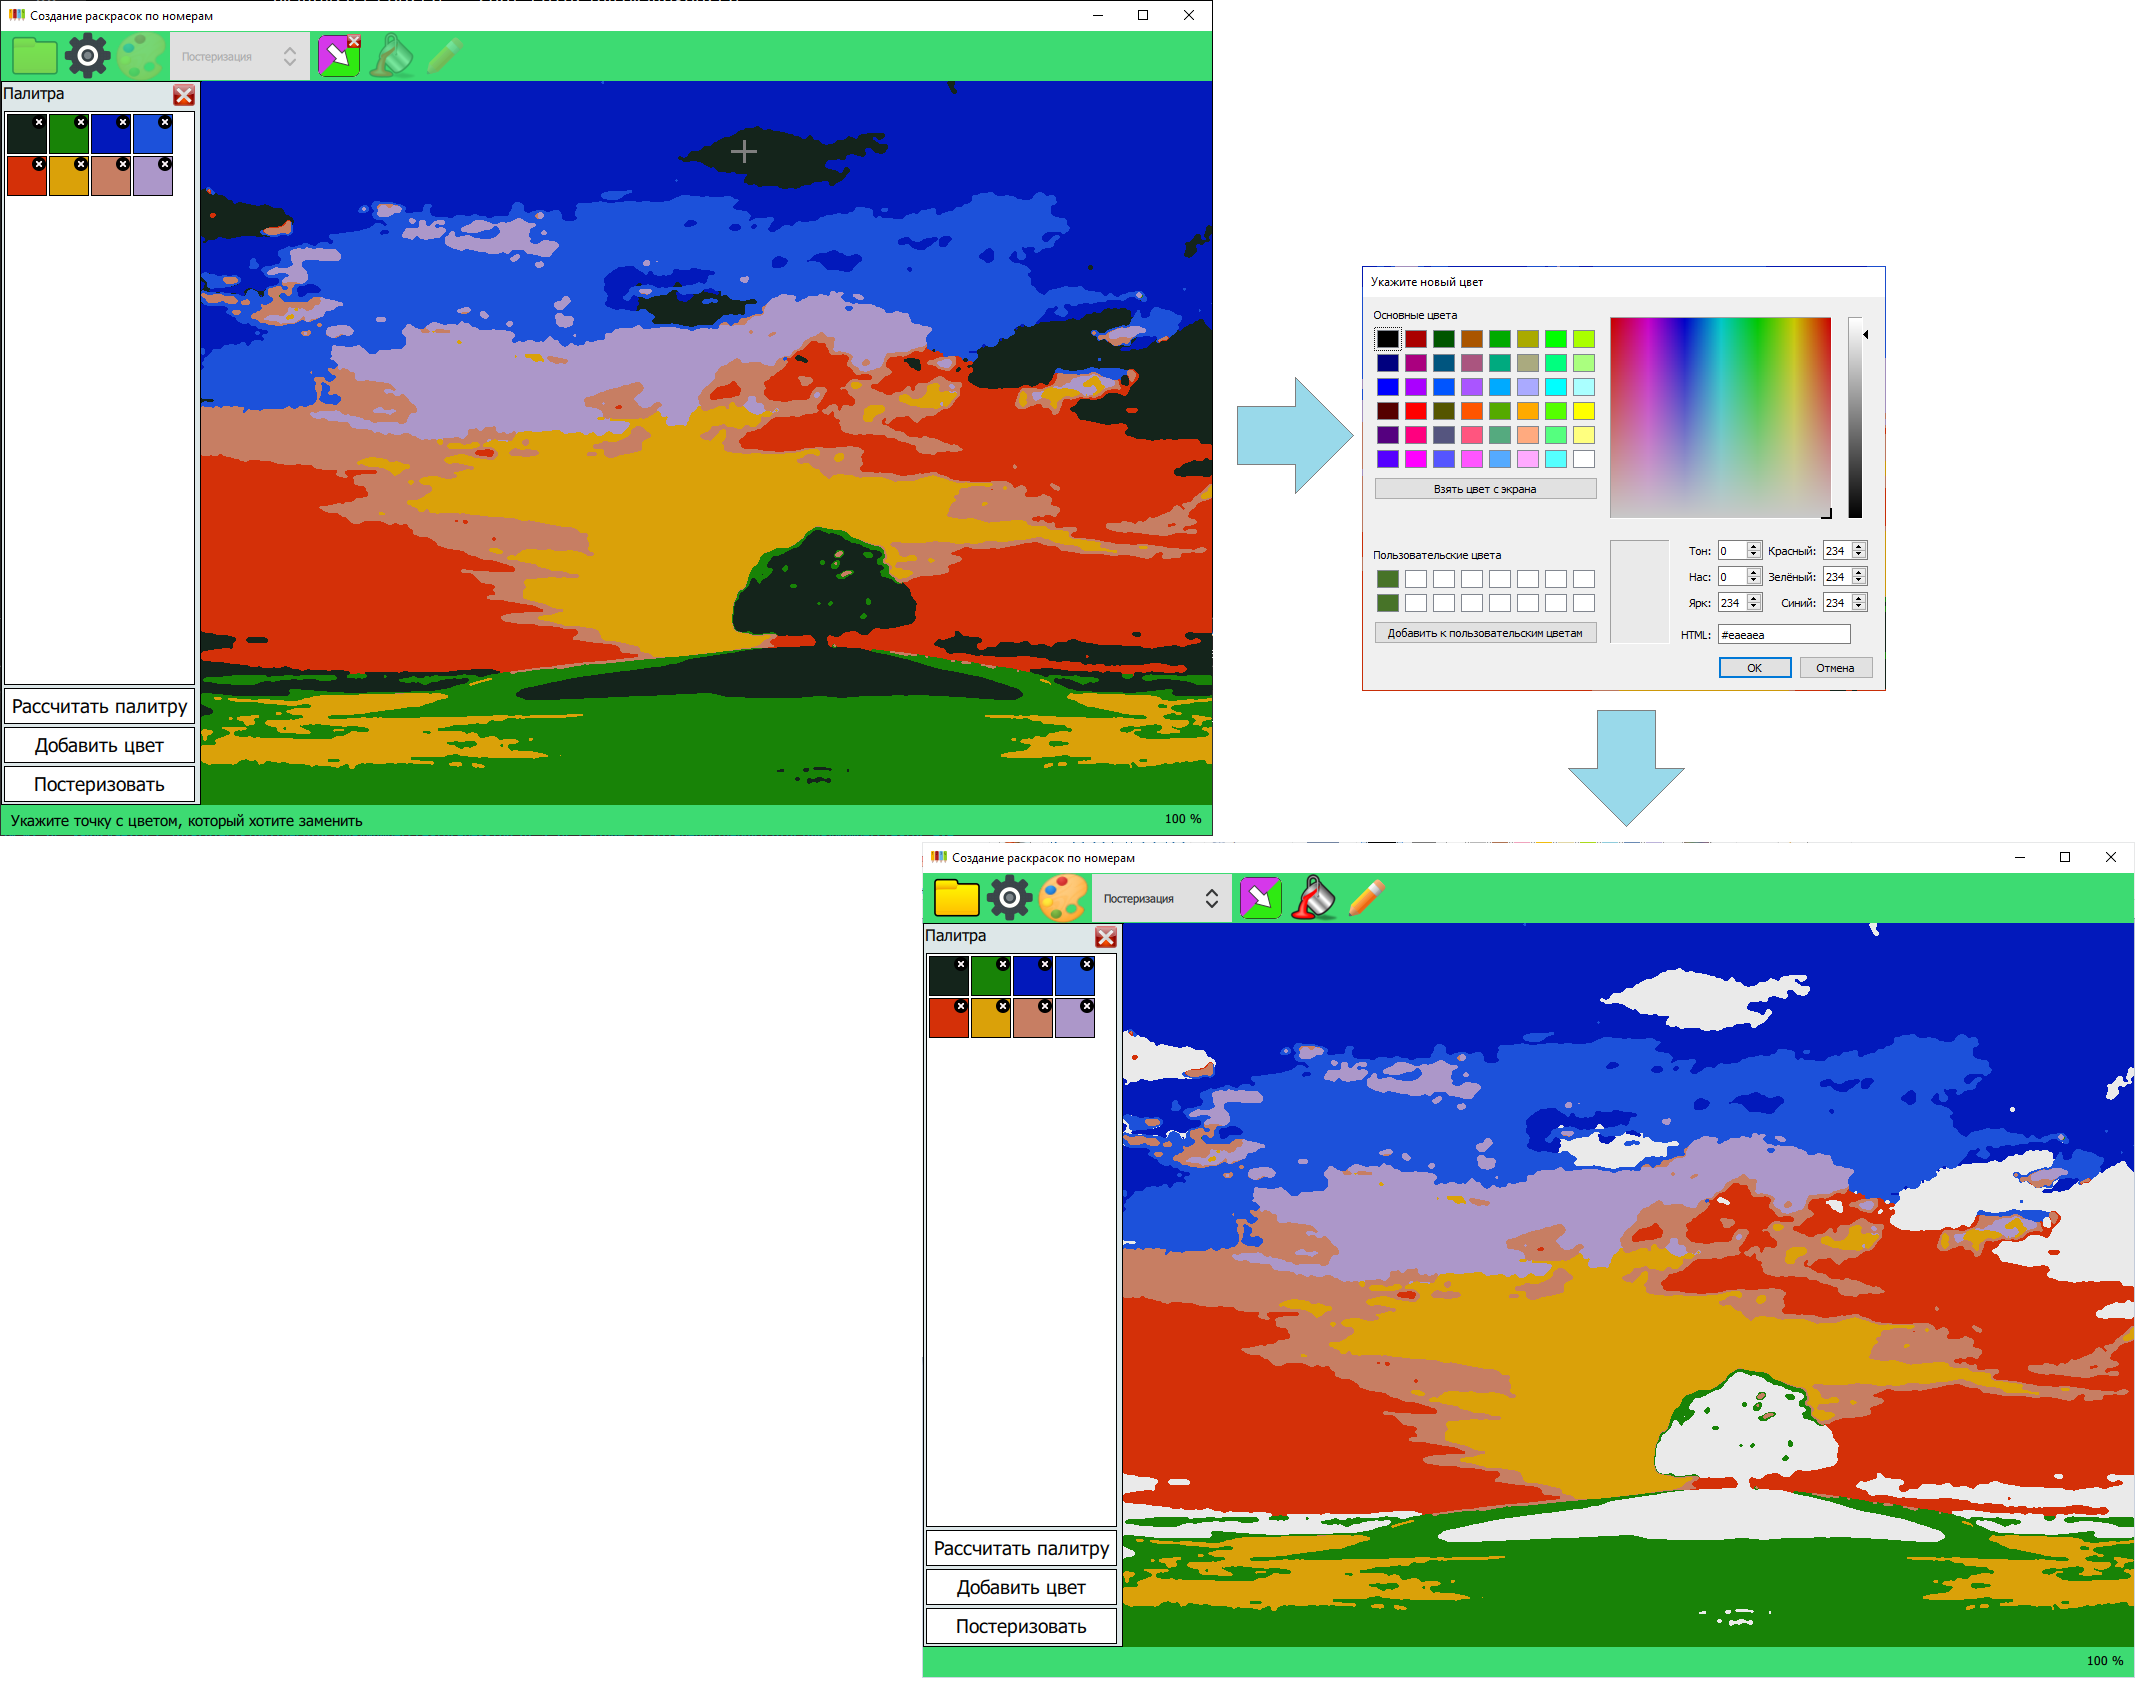 Создание раскрасок по номерам
Постеризация
Палитра
Рассчитать палитру
Добавить цвет
Постеризовать
Укажите точку с цветом, который хотите заменить
100 %
Укажите новый цвет
Основные цвета
Взять цвет с экрана
Пользовательские цвета
Добавить к пользовательским цветам
Тон: 0 Красный: 234
Нас: 0 Зелёный: 234
Ярк: 234 Синий: 234
HTML: #eaeaea
OK Отмена
Создание раскрасок по номерам
Постеризация
Палитра
Рассчитать палитру
Добавить цвет
Постеризовать
100 %